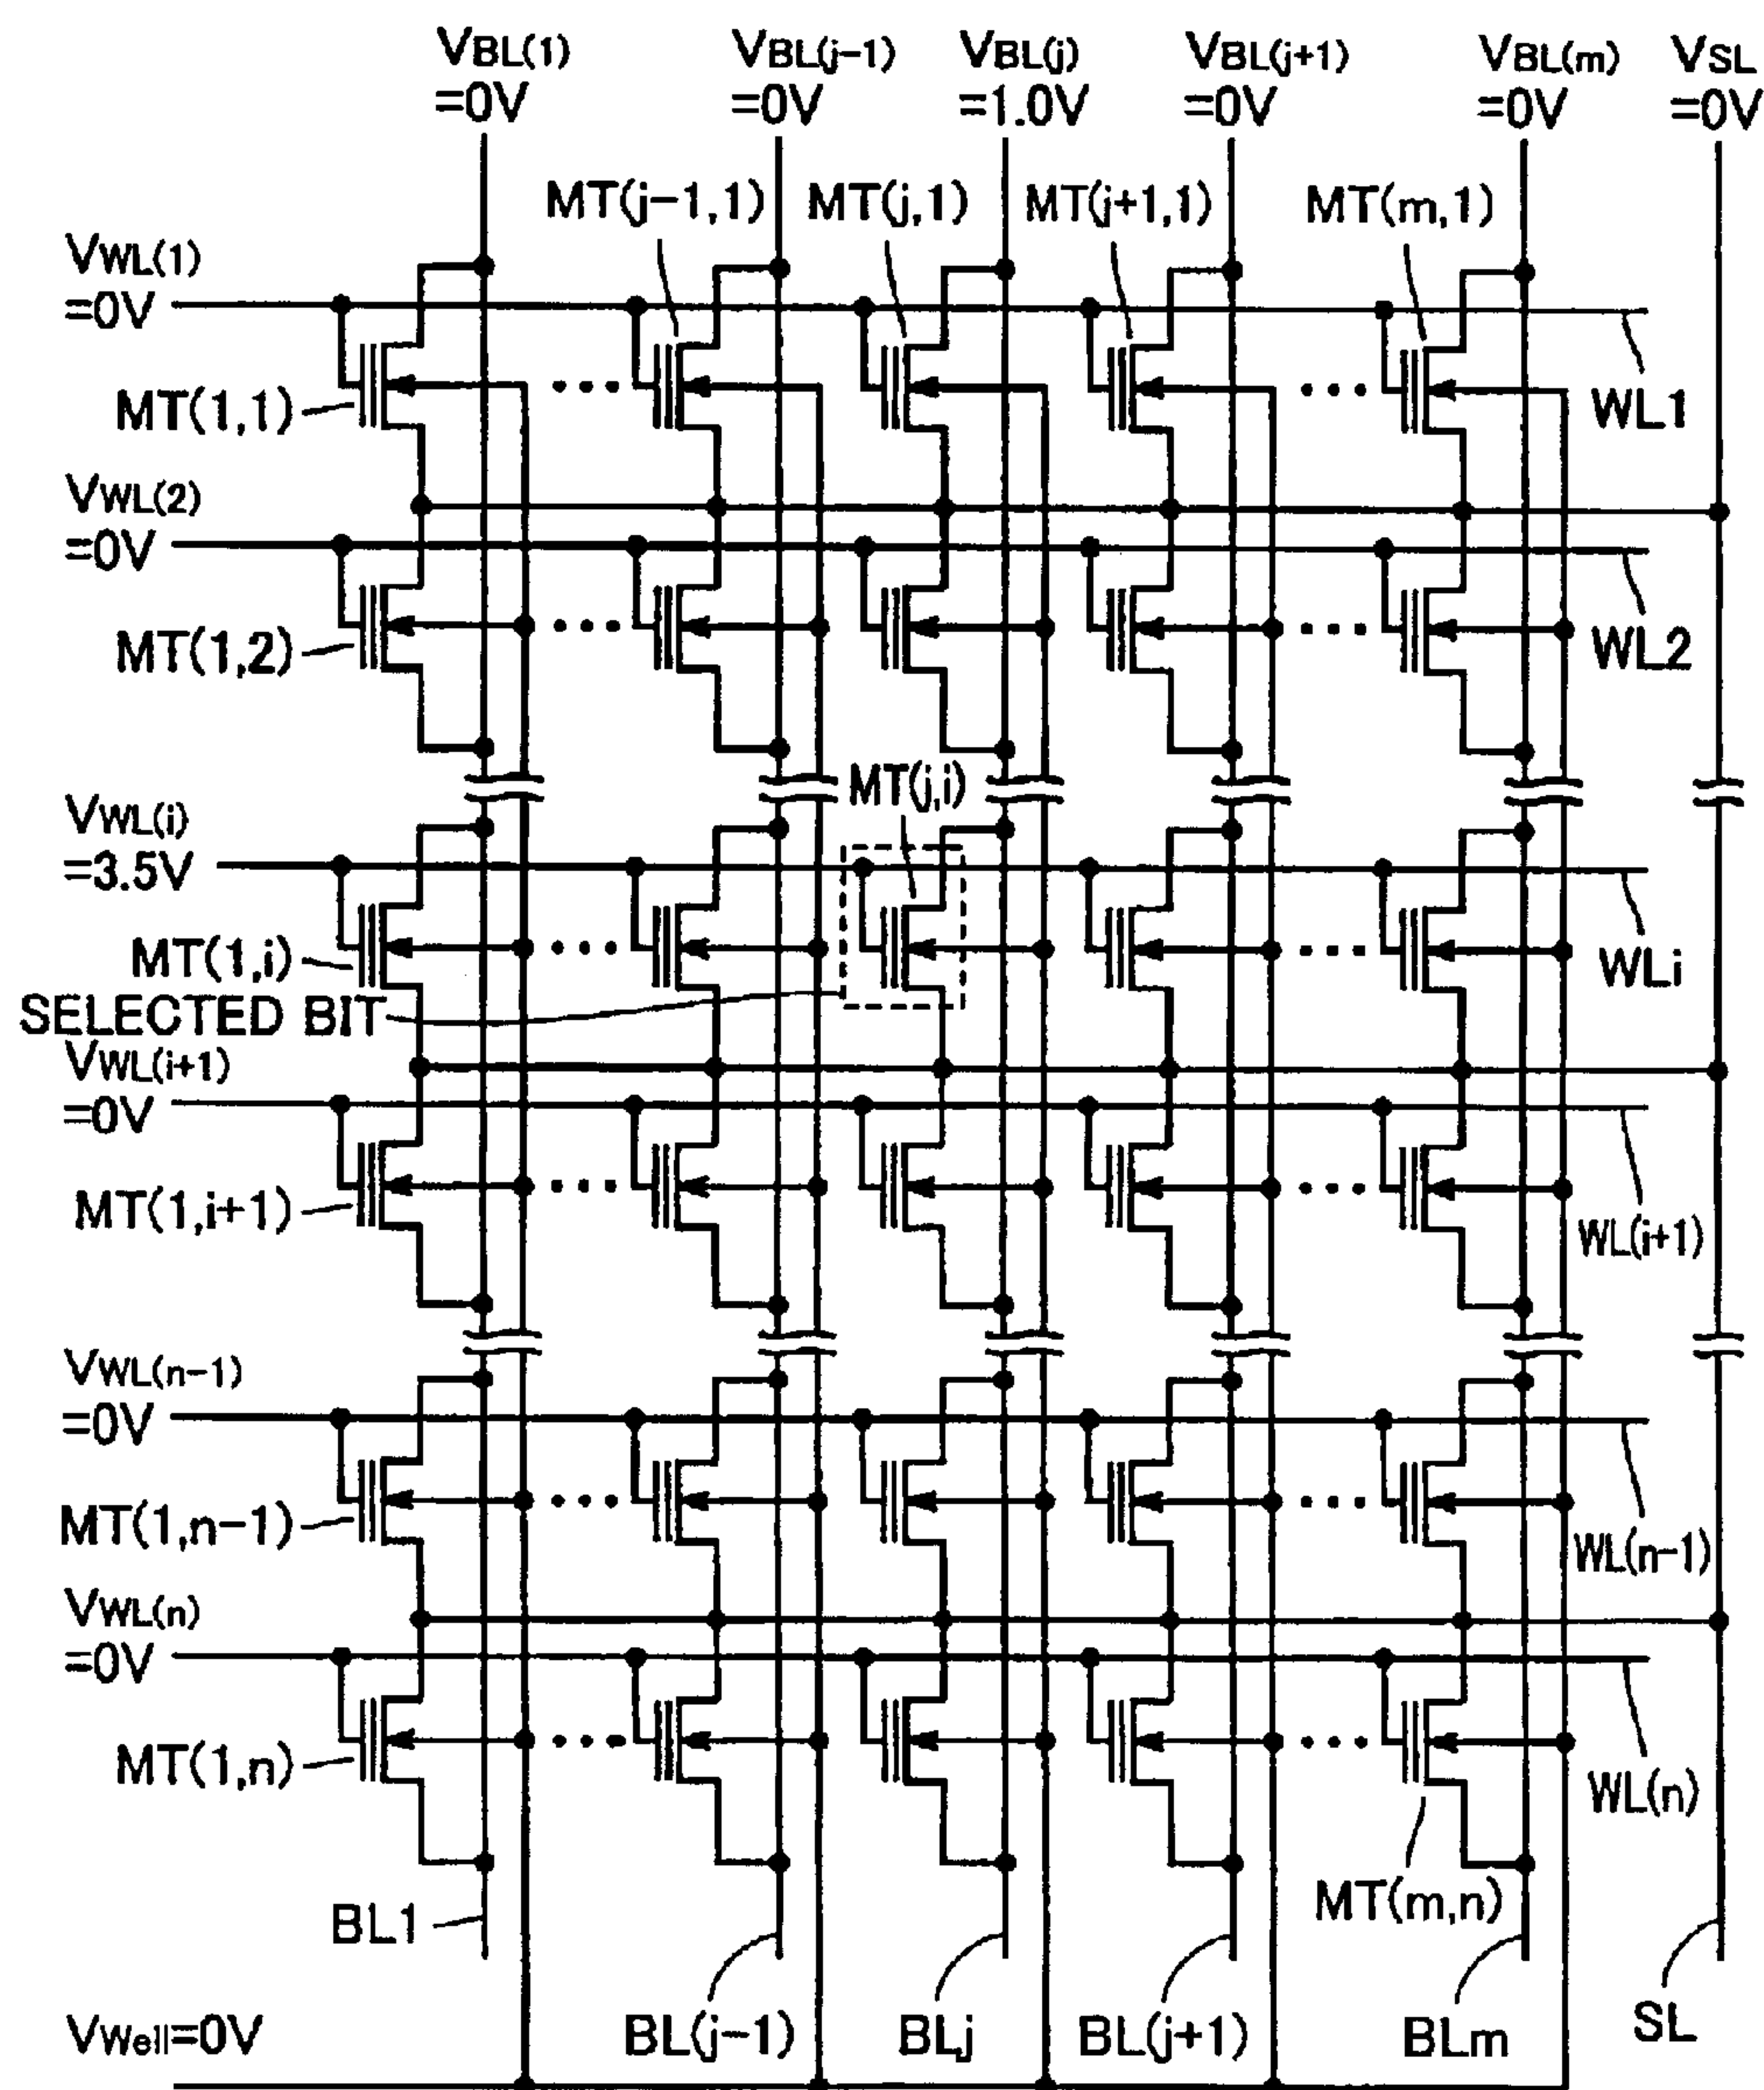 VBL(1)
=0V
VBL(j-1)
=0V
VBL(j)
=1.0V
VBL(j+1)
=0V
VBL(m)
=0V
VSL
=0V
MT(j-1,1)
MT(j,1)
MT(j+1,1)
MT(m,1)
VWL(1)
=0V
MT(1,1)
WL1
VWL(2)
=0V
MT(1,2)
WL2
MT(j,i)
VWL(i)
=3.5V
MT(1,i)
WLi
SELECTED BIT
VWL(i+1)
=0V
MT(1,i+1)
WL(i+1)
VWL(n-1)
=0V
MT(1,n-1)
WL(n-1)
VWL(n)
=0V
MT(1,n)
WL(n)
MT(m,n)
BL1
BL(j-1)
BLj
BL(j+1)
BLm
SL
VWell=0V